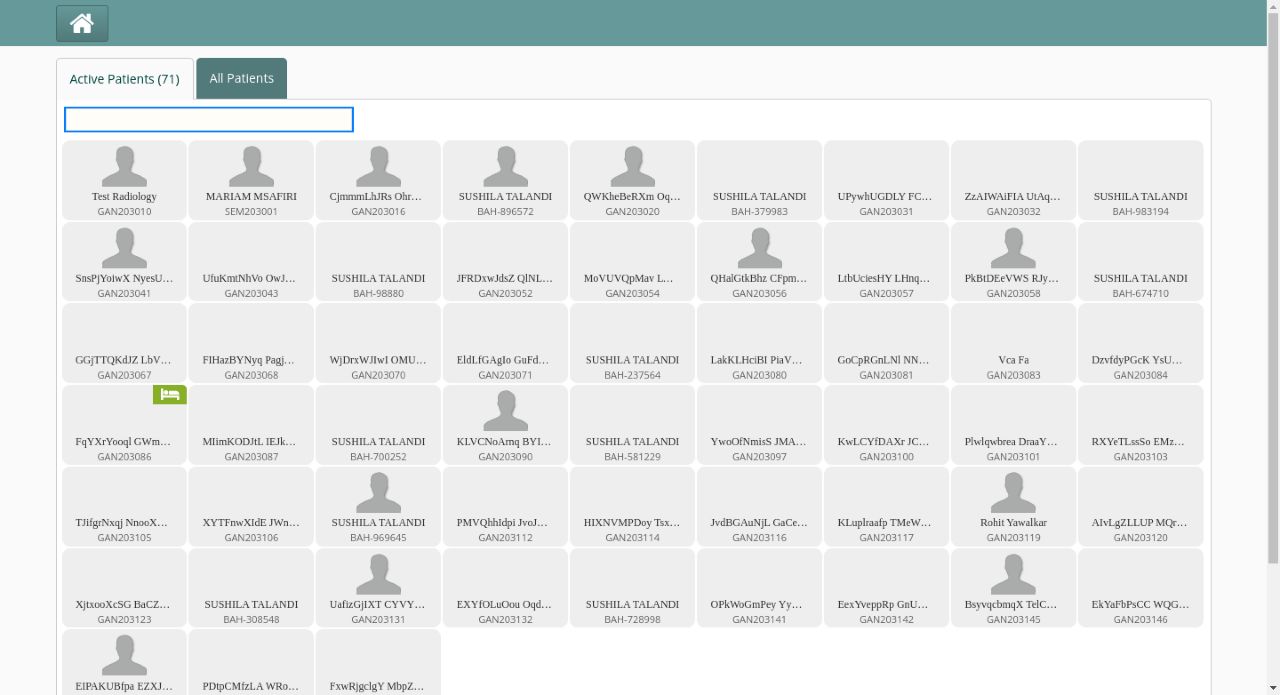 Active Patients (71)
All Patients
Test Radiology
GAN203010
MARIAM MSAFIRI
SEM203001
CjmmmLhJRs Ohr…
GAN203016
SUSHILA TALANDI
BAH-896572
QWKheBeRXm Oq…
GAN203020
SUSHILA TALANDI
BAH-379983
UPywhUGDLY FC…
GAN203031
ZzAIWAiFIA UtAq…
GAN203032
SUSHILA TALANDI
BAH-983194
SnsPjYoiwX NyesU…
GAN203041
UfuKmtNhVo OwJ…
GAN203043
SUSHILA TALANDI
BAH-98880
JFRDxwJdsZ QlNL…
GAN203052
MoVUVQpMav L…
GAN203054
QHalGtkBhz CFpm…
GAN203056
LtbUciesHY LHnq…
GAN203057
PkBtDEeVWS RJy…
GAN203058
SUSHILA TALANDI
BAH-674710
GGjTTQKdJZ LbV…
GAN203067
FIHazBYNyq Pagj…
GAN203068
WjDrxWJIwI OMU…
GAN203070
EldLfGAgIo GuFd…
GAN203071
SUSHILA TALANDI
BAH-237564
LakKLHciBI PiaV…
GAN203080
GoCpRGnLNl NN…
GAN203081
Vca Fa
GAN203083
DzvfdyPGcK YsU…
GAN203084
FqYXrYooql GWm…
GAN203086
MIimKODJtL IEJk…
GAN203087
SUSHILA TALANDI
BAH-700252
KLVCNoArnq BYI…
GAN203090
SUSHILA TALANDI
BAH-581229
YwoOfNmisS JMA…
GAN203097
KwLCYfDAXr JC…
GAN203100
Plwlqwbrea DraaY…
GAN203101
RXYeTLssSo EMz…
GAN203103
TJifgrNxqj NnooX…
GAN203105
XYTFnwXIdE JWn…
GAN203106
SUSHILA TALANDI
BAH-969645
PMVQhhIdpi JvoJ…
GAN203112
HIXNVMPDoy Tsx…
GAN203114
JvdBGAuNjL GaCe…
GAN203116
KLuplraafp TMeW…
GAN203117
Rohit Yawalkar
GAN203119
AIvLgZLLUP MQr…
GAN203120
XjtxooXcSG BaCZ…
GAN203123
SUSHILA TALANDI
BAH-308548
UafizGjIXT CYVY…
GAN203131
EXYfOLuOou Oqd…
GAN203132
SUSHILA TALANDI
BAH-728998
OPkWoGmPey Yy…
GAN203141
EexYveppRp GnU…
GAN203142
BsyvqcbmqX TelC…
GAN203145
EkYaFbPsCC WQG…
GAN203146
EIPAKUBfpa EZXJ…
PDtpCMfzLA WRo…
FxwRjgclgY MbpZ…